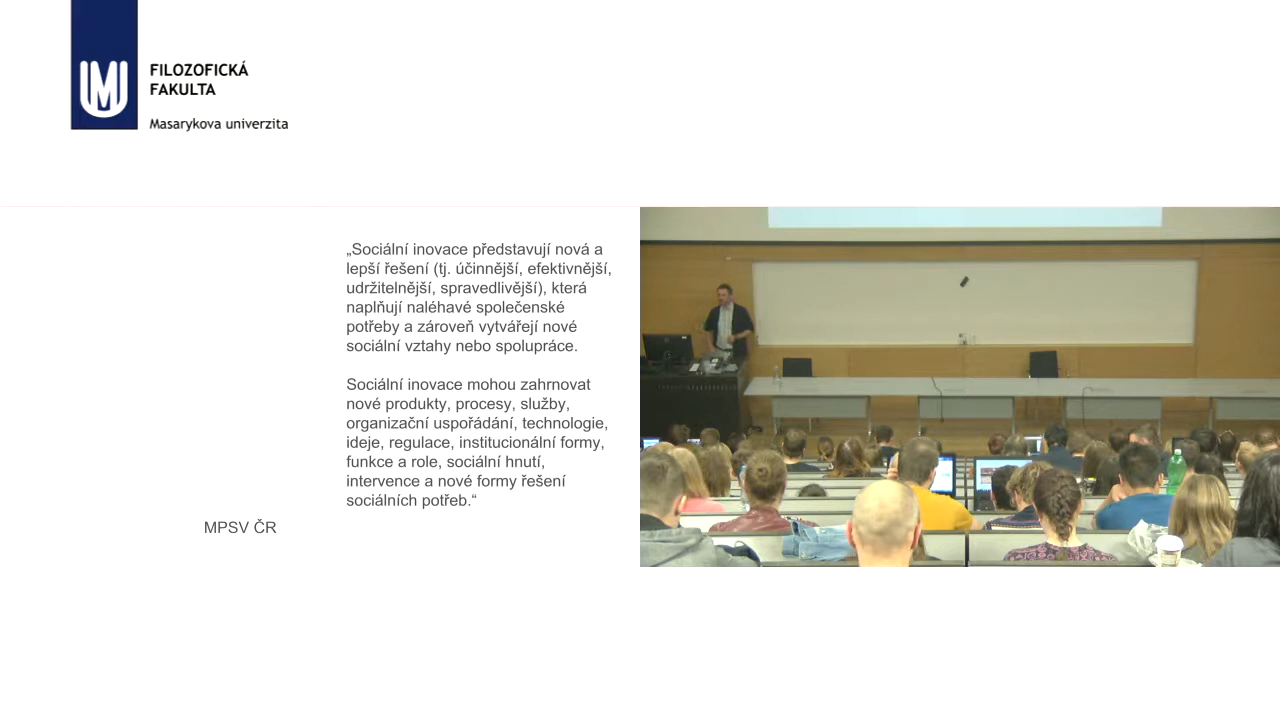 FILOZOFICKÁ
FAKULTA
Masarykova univerzita
„Sociální inovace představují nová a
lepší řešení (tj. účinnější, efektivnější,
udržitelnější, spravedlivější), která
naplňují naléhavé společenské
potřeby a zároveň vytvářejí nové
sociální vztahy nebo spolupráce.
Sociální inovace mohou zahrnovat
nové produkty, procesy, služby,
organizační uspořádání, technologie,
ideje, regulace, institucionální formy,
funkce a role, sociální hnutí,
intervence a nové formy řešení
sociálních potřeb.“
MPSV ČR